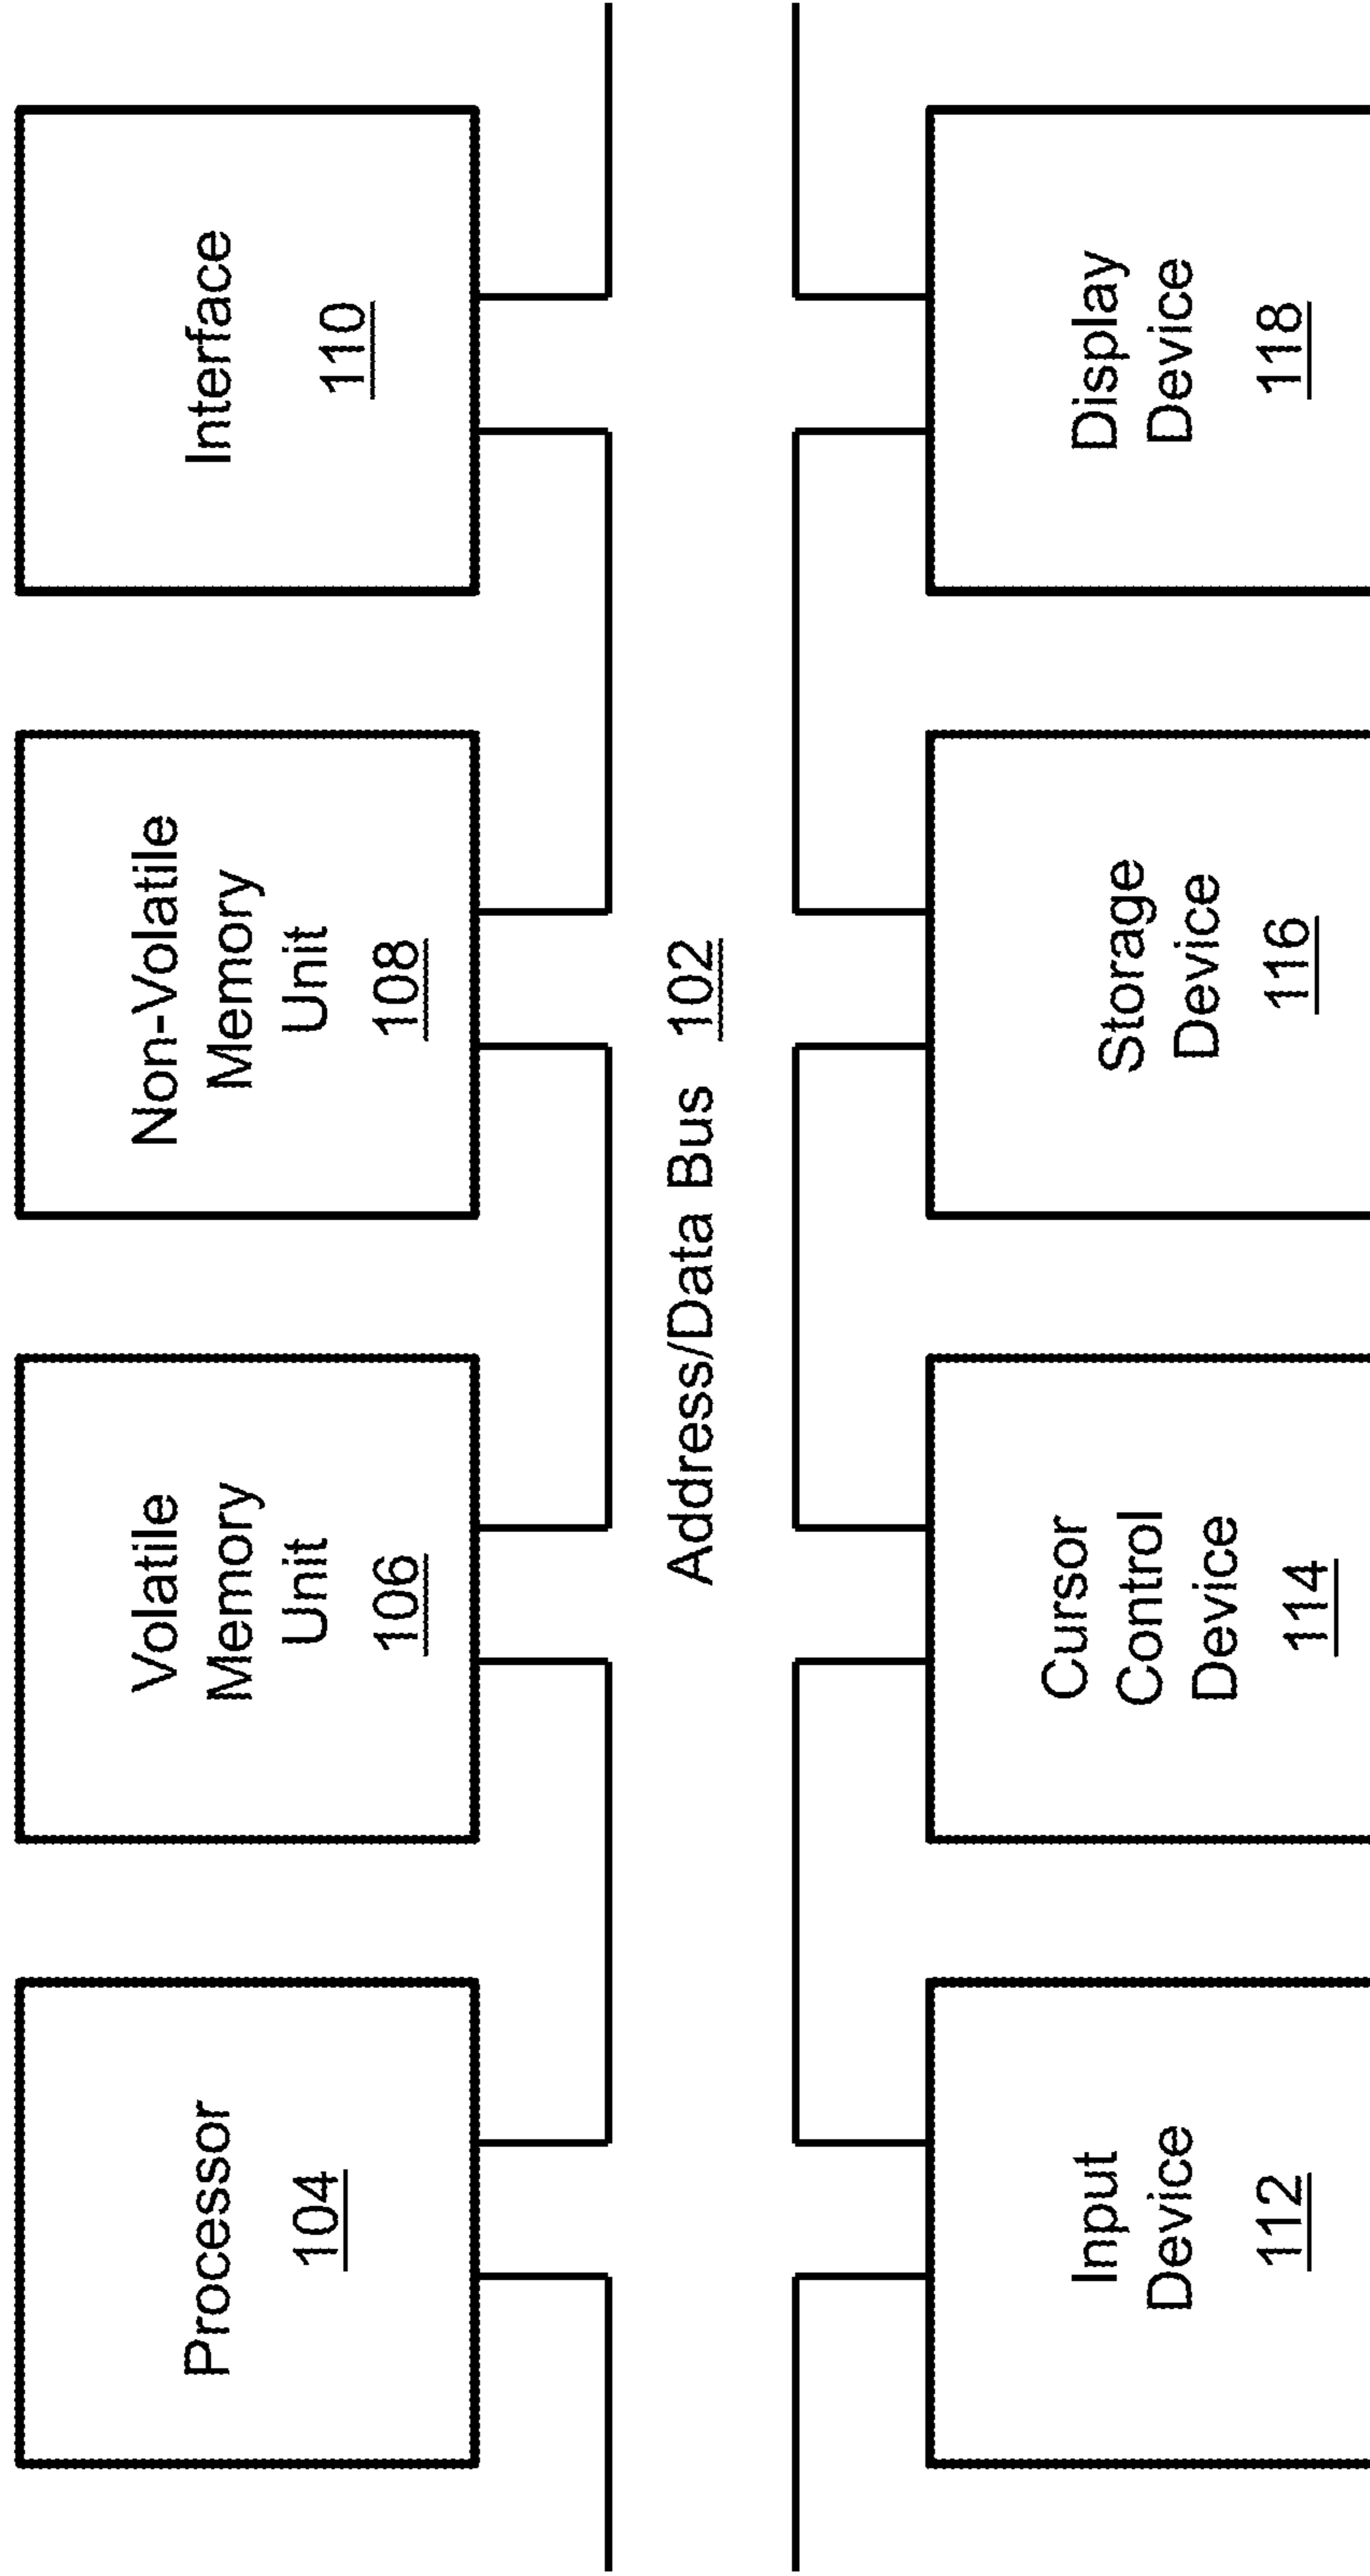 Processor
104
Volatile
Memory
Unit
106
Non-Volatile
Memory
Unit
108
Interface
110
Address/Data Bus 102
Input
Device
112
Cursor
Control
Device
114
Storage
Device
116
Display
Device
118